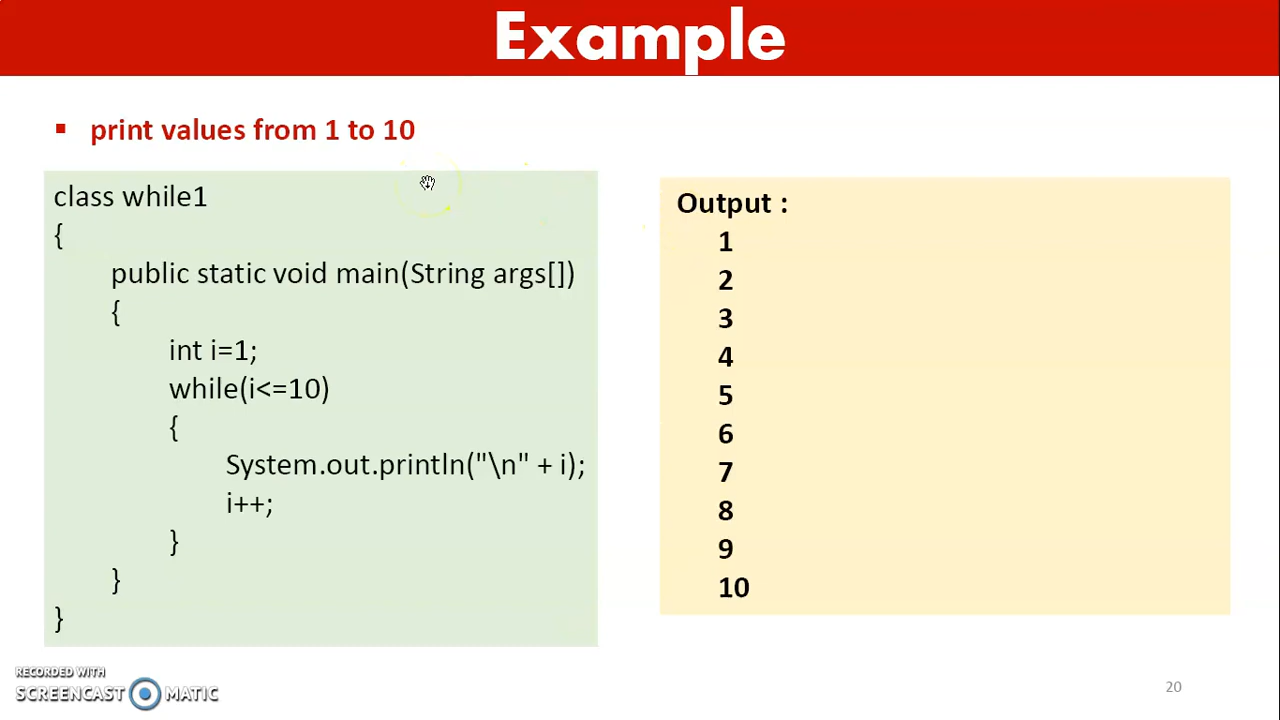 Example
▪ print values from 1 to 10
class while1
{
public static void main(String args[])
{
int i=1;
while(i<=10)
{
System.out.println("\n" + i);
i++;
}
}
}
Output :
1
2
3
4
5
6
7
8
9
10
RECORDED WITH
SCREENCAST MATIC
20